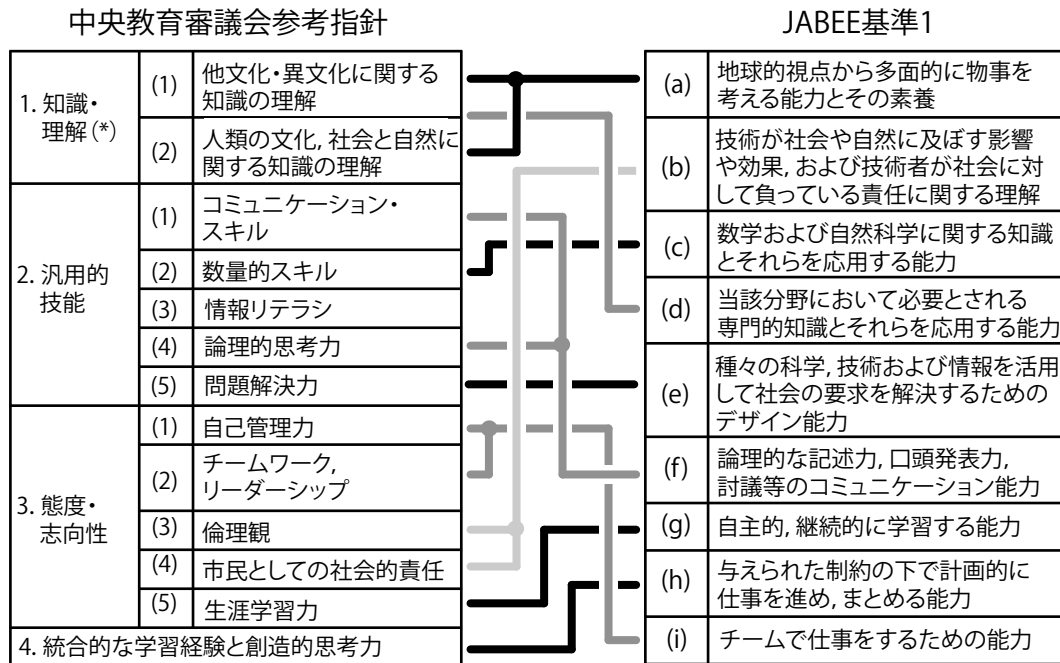 中央教育審議会参考指針
1. 知識・
理解(*)
(1)
他文化・異文化に関する
知識の理解
(2)
人類の文化, 社会と自然に
関する知識の理解
2. 汎用的
技能
(1)
コミュニケーション・
スキル
(2)
数量的スキル
(3)
情報リテラシ
(4)
論理的思考力
(5)
問題解決力
3. 態度・
志向性
(1)
自己管理力
(2)
チームワーク,
リーダーシップ
(3)
倫理観
(4)
市民としての社会的責任
(5)
生涯学習力
4. 統合的な学習経験と創造的思考力
JABEE基準1
(a)
地球的視点から多面的に物事を
考える能力とその素養
(b)
技術が社会や自然に及ぼす影響
や効果, および技術者が社会に対
して負っている責任に関する理解
(c)
数学および自然科学に関する知識
とそれらを応用する能力
(d)
当該分野において必要とされる
専門的知識とそれらを応用する能力
(e)
種々の科学, 技術および情報を活用
して社会の要求を解決するための
デザイン能力
(f)
論理的な記述力, 口頭発表力,
討議等のコミュニケーション能力
(g)
自主的, 継続的に学習する能力
(h)
与えられた制約の下で計画的に
仕事を進め, まとめる能力
(i)
チームで仕事をするための能力